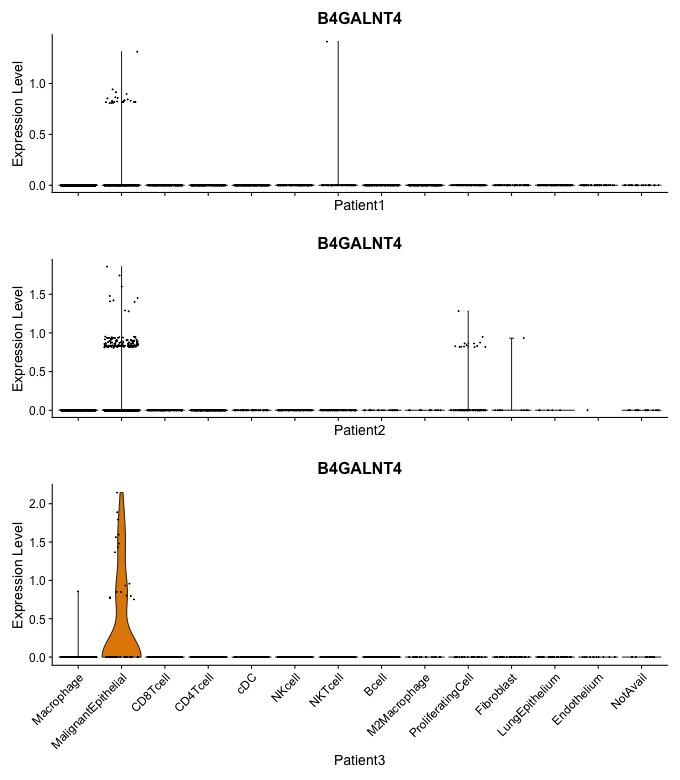 B4GALNT4
Expression Level
1.0
0.5
0.0
Patient1
B4GALNT4
Expression Level
1.5
1.0
0.5
0.0
Patient2
B4GALNT4
Expression Level
2.0
1.5
1.0
0.5
0.0
Macrophage
MalignantEpithelial
CD8Tcell
CD4Tcell
cDC
NKcell
NKTcell
Bcell
M2Macrophage
ProliferatingCell
Fibroblast
LungEpithelium
Endothelium
NotAvail
Patient3